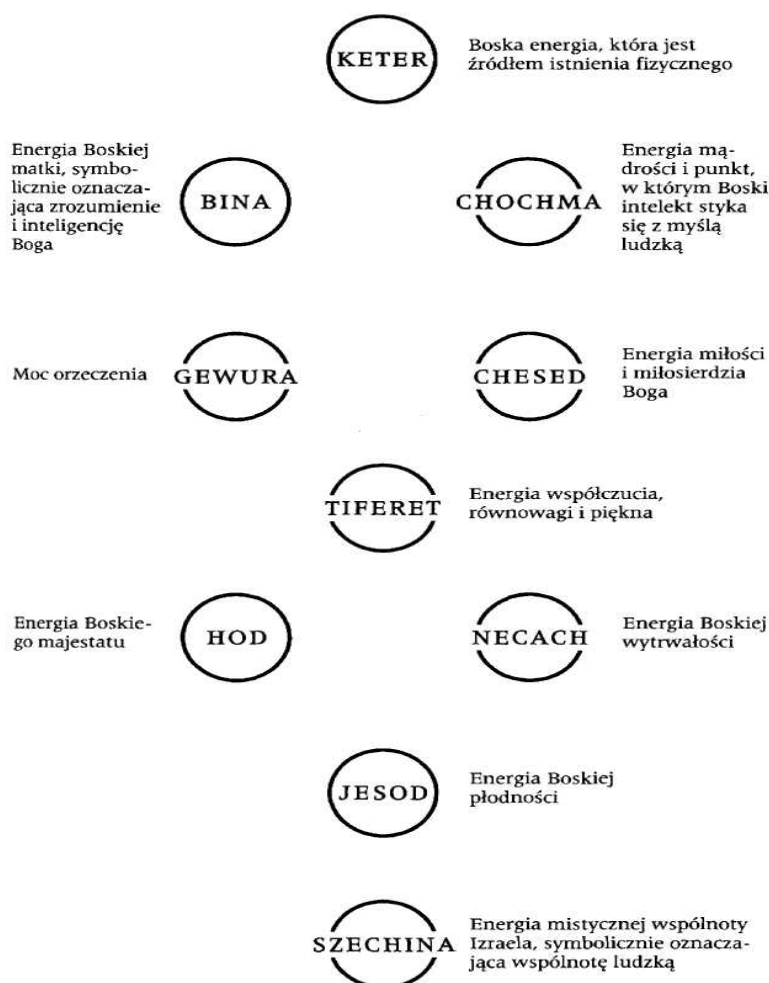 KETER
Boska energia, która jest
źródłem istnienia fizycznego
Energia Boskiej
matki, symbo-
licznie oznacza-
jąca zrozumienie
i inteligencję
Boga
BINA
CHOCHMA
Energia mą-
drości i punkt,
w którym Boski
intelekt styka
się z myślą
ludzką
Moc orzeczenia
GEWURA
CHESED
Energia miłości
i miłosierdzia
Boga
TIFERET
Energia współczucia,
równowagi i piękna
Energia Boskie-
go majestatu
HOD
NECACH
Energia Boskiej
wytrwałości
JESOD
Energia Boskiej
płodności
SZECHINA
Energia mistycznej wspólnoty
Izraela, symbolicznie oznacza-
jąca wspólnotę ludzką